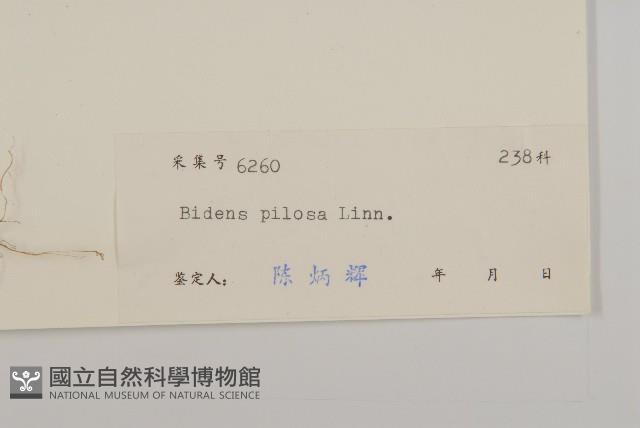 采集号 6260 238科
Bidens pilosa Linn.
鉴定人： 陈炳辉 年 月 日
國立自然科學博物館
NATIONAL MUSEUM OF NATURAL SCIENCE